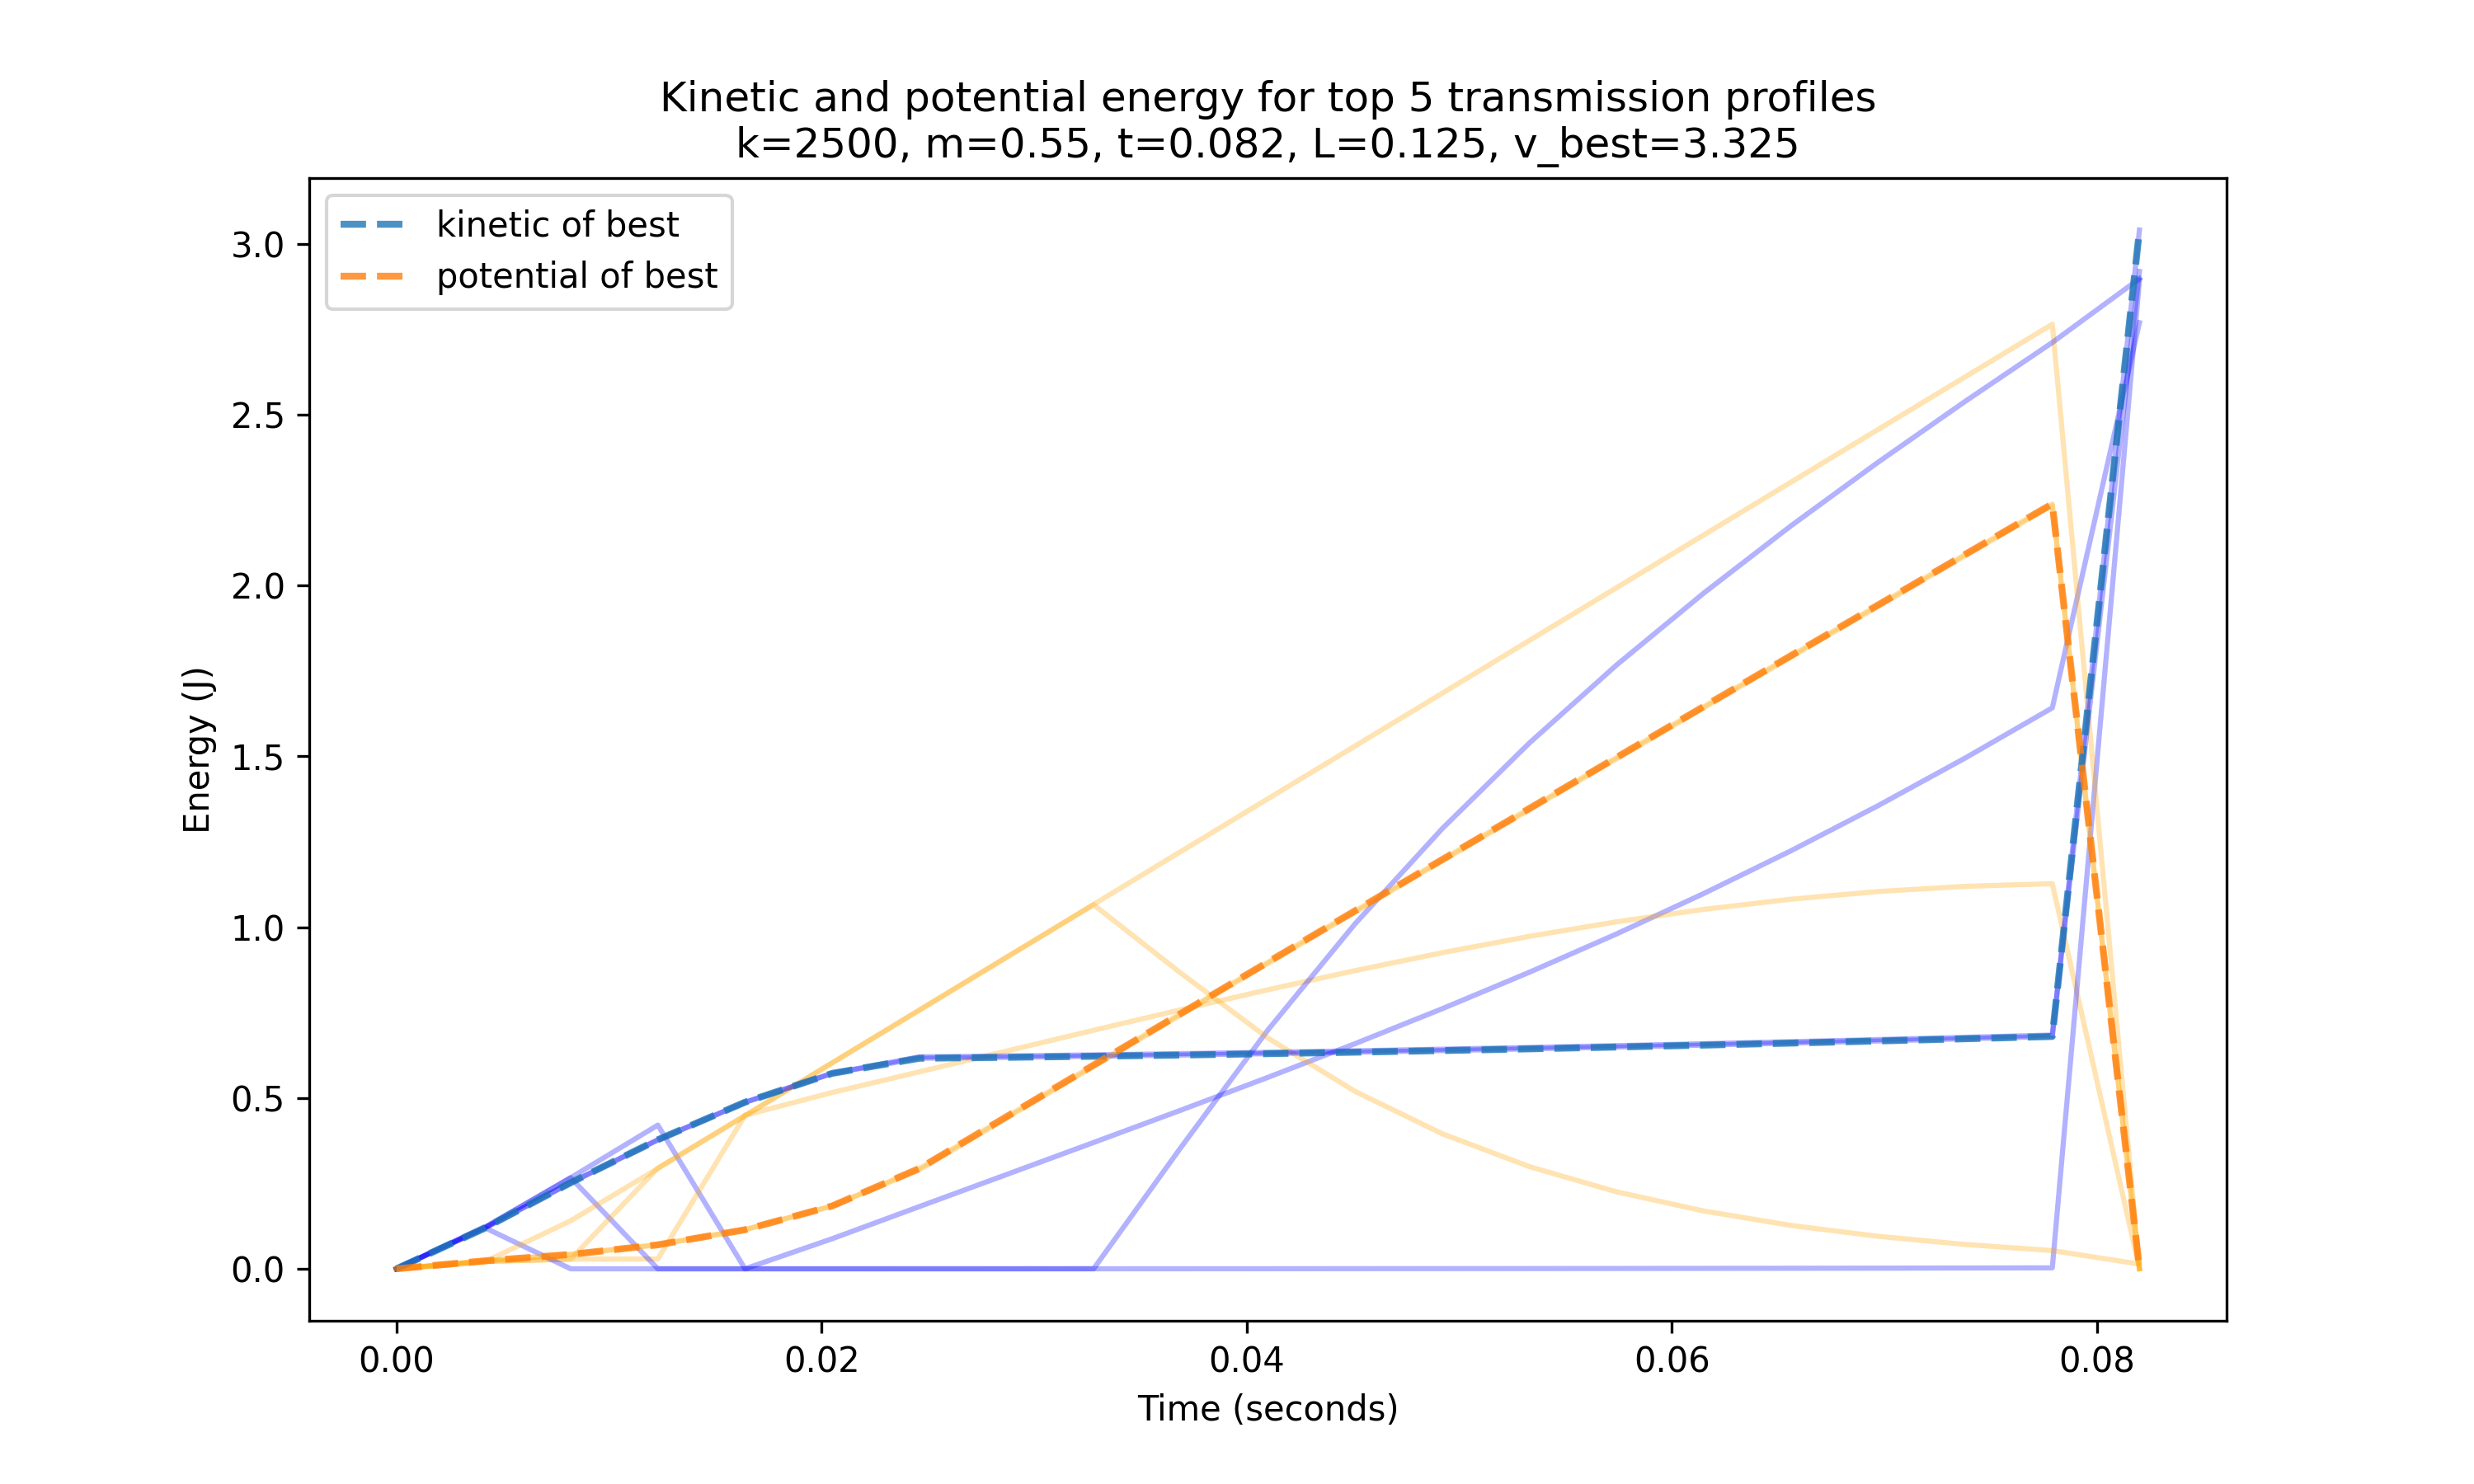 Kinetic and potential energy for top 5 transmission profiles
k=2500, m=0.55, t=0.082, L=0.125, v_best=3.325
kinetic of best
potential of best
3.0
2.5
2.0
1.5
1.0
0.5
0.0
Energy (J)
0.00 0.02 0.04 0.06 0.08
Time (seconds)